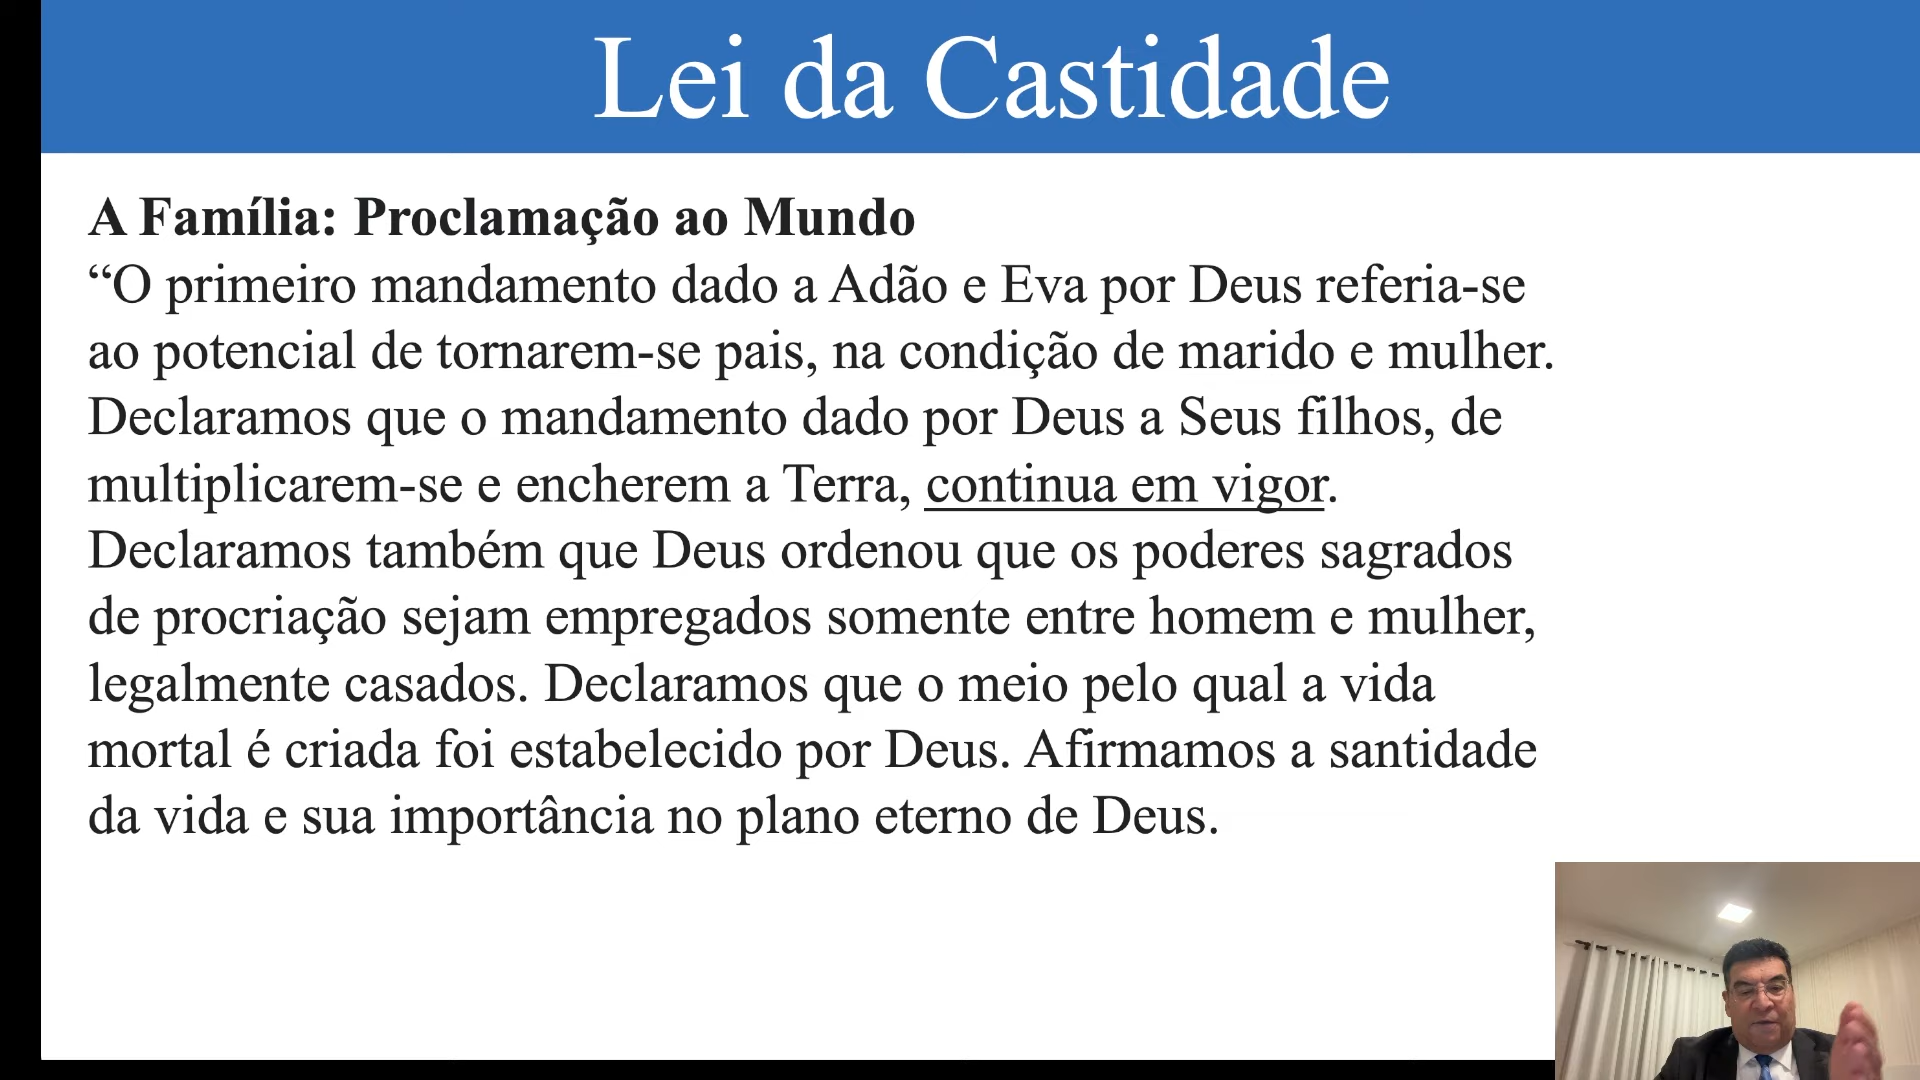 Lei da Castidade
A Família: Proclamação ao Mundo
“O primeiro mandamento dado a Adão e Eva por Deus referia-se
ao potencial de tornarem-se pais, na condição de marido e mulher.
Declaramos que o mandamento dado por Deus a Seus filhos, de
multiplicarem-se e encherem a Terra, continua em vigor.
Declaramos também que Deus ordenou que os poderes sagrados
de procriação sejam empregados somente entre homem e mulher,
legalmente casados. Declaramos que o meio pelo qual a vida
mortal é criada foi estabelecido por Deus. Afirmamos a santidade
da vida e sua importância no plano eterno de Deus.